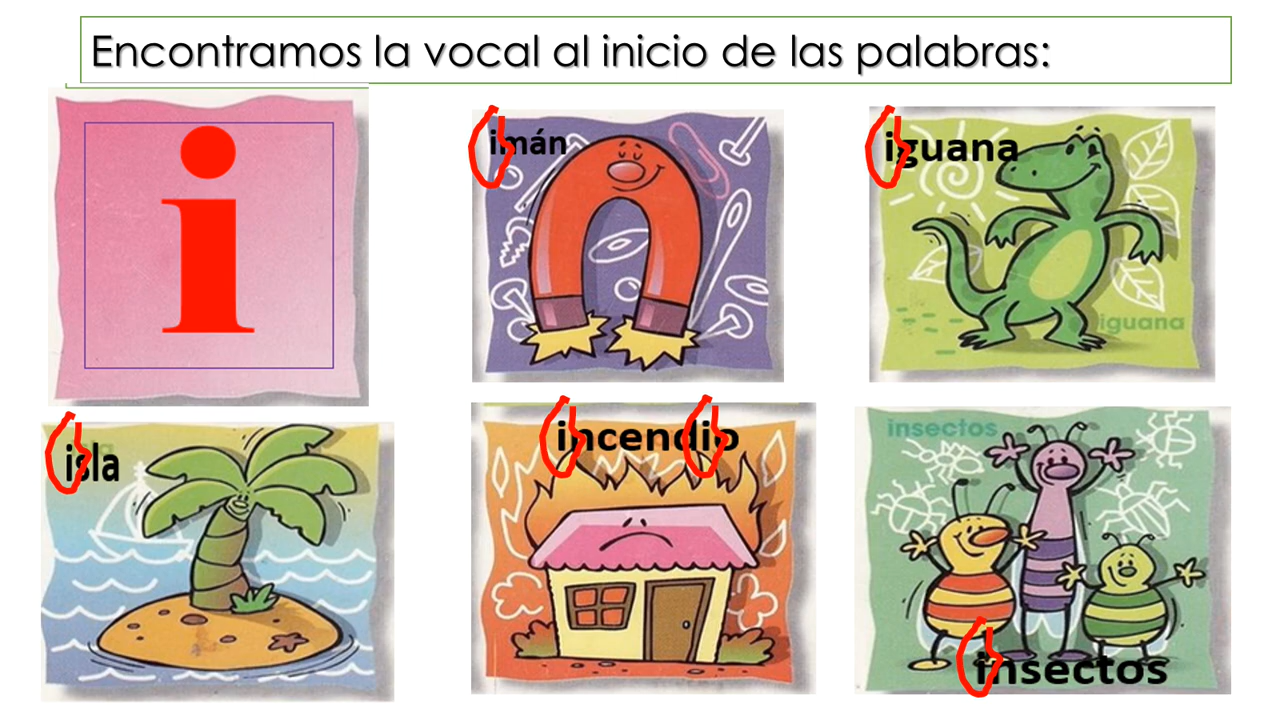 Encontramos la vocal al inicio de las palabras:
i
imán
iguana
iguana
isla
incendio
insectos
insectos